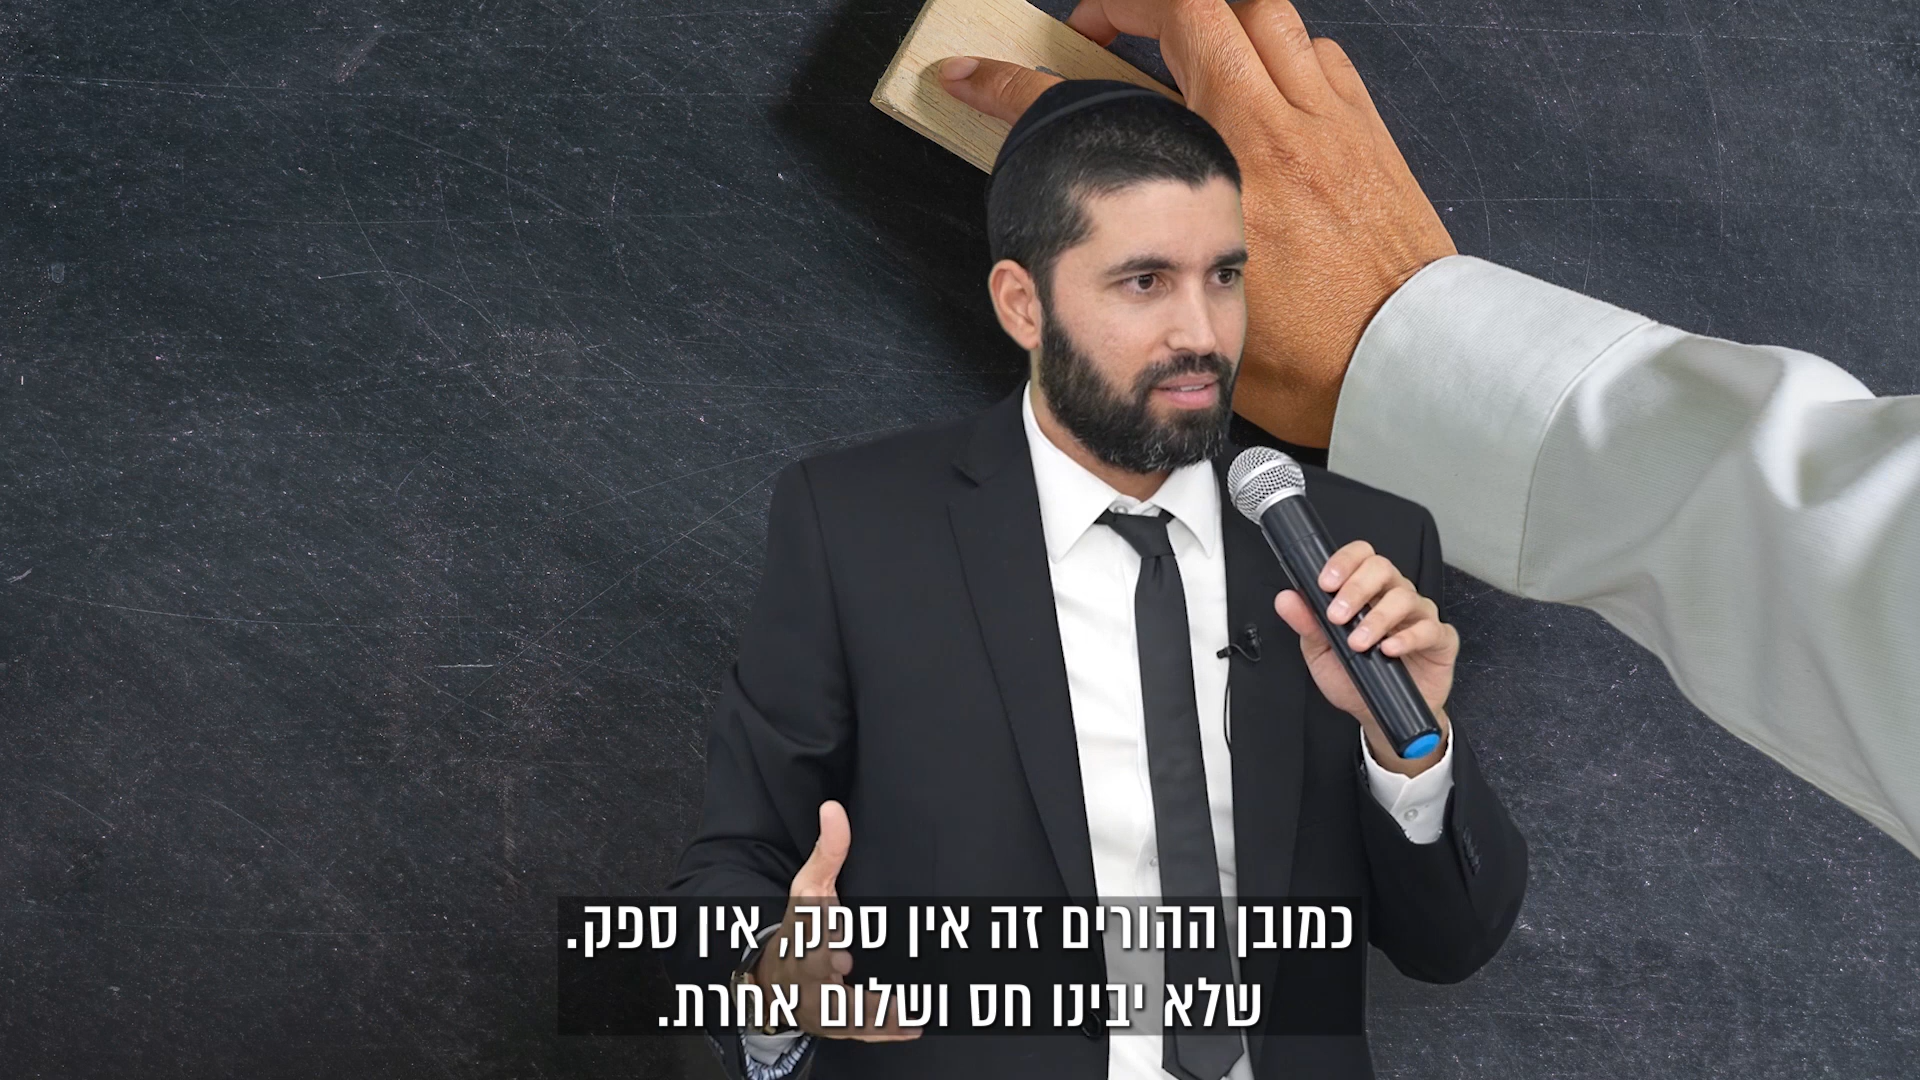 כמובן ההורים זה אין ספק, אין ספק.
שלא יבינו חס ושלום אחרת.